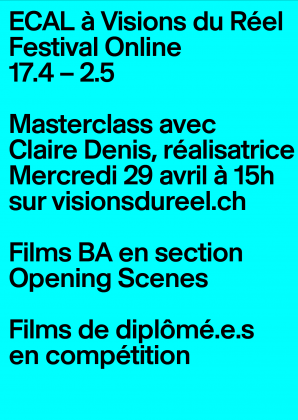 ECAL à Visions du Réel
Festival Online
17.4 – 2.5
Masterclass avec
Claire Denis, réalisatrice
Mercredi 29 avril à 15h
sur visionsdureel.ch
Films BA en section
Opening Scenes
Films de diplômé.e.s
en compétition